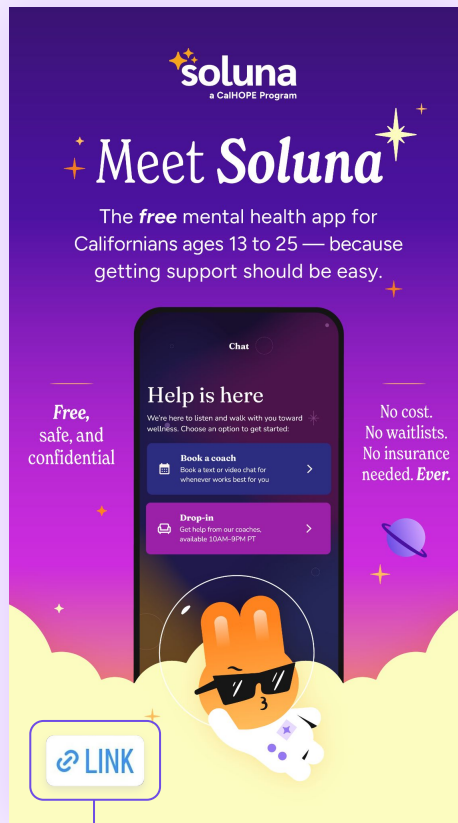 soluna
a CalHOPE Program
Meet Soluna
The free mental health app for
Californians ages 13 to 25 — because
getting support should be easy.
Chat
Help is here
We're here to listen and walk with you toward
wellness. Choose an option to get started:
Book a coach
Book a text or video chat for
whenever works best for you
Drop-in
Get help from our coaches,
available 10AM–9PM PT
Free,
safe, and
confidential
No cost.
No waitlists.
No insurance
needed. Ever.
LINK